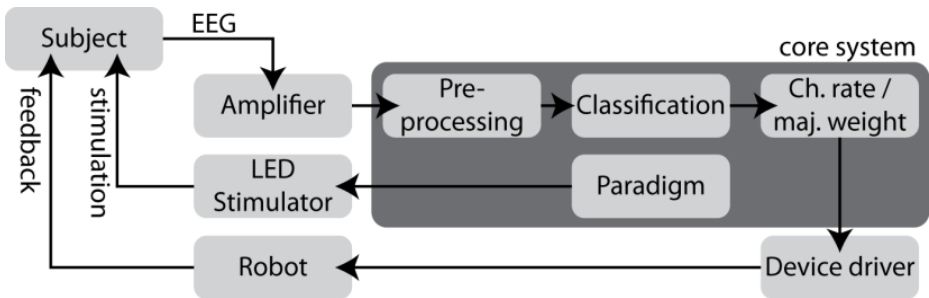 Subject
EEG
core system
Amplifier
Pre-
processing
Classification
Ch. rate /
maj. weight
feedback
stimulation
LED
Stimulator
Paradigm
Robot
Device driver